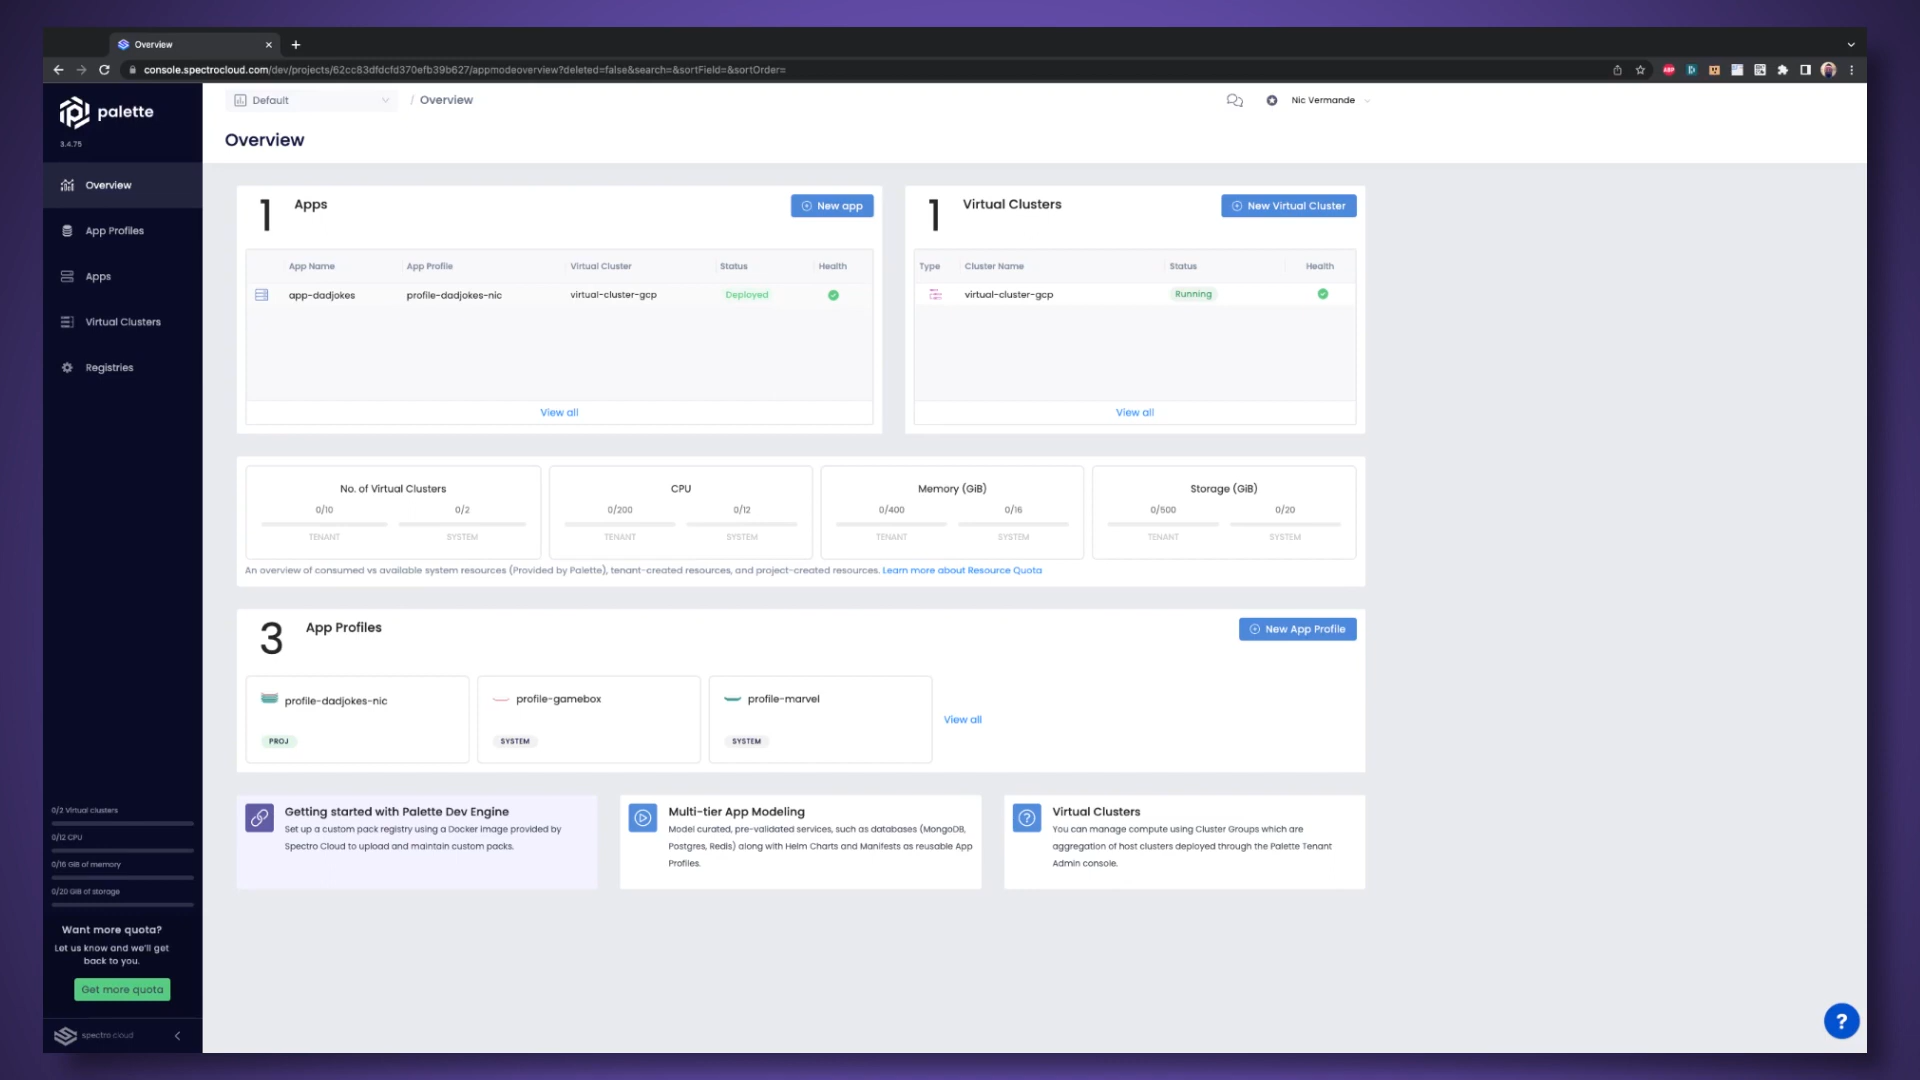 Overview
console.spectrocloud.com/dev/projects/62cc83dfdcfd370efb39b627/appmodeoverview?deleted=false&search=&sortField=&sortOrder=
ABP
palette
3.4.75
Default
/ Overview
Nic Vermande
Overview
Overview
App Profiles
Apps
Virtual Clusters
Registries
0/2 Virtual clusters
0/12 CPU
0/16 GiB of memory
0/20 GiB of storage
Want more quota?
Let us know and we'll get
back to you.
Get more quota
spectro cloud
1 Apps
New app
App Name App Profile Virtual Cluster Status Health
app-dadjokes profile-dadjokes-nic virtual-cluster-gcp Deployed
View all
1 Virtual Clusters
New Virtual Cluster
Type Cluster Name Status Health
virtual-cluster-gcp Running
View all
No. of Virtual Clusters
0/10 0/2
TENANT SYSTEM
CPU
0/200 0/12
TENANT SYSTEM
Memory (GiB)
0/400 0/16
TENANT SYSTEM
Storage (GiB)
0/500 0/20
TENANT SYSTEM
An overview of consumed vs available system resources (Provided by Palette), tenant-created resources, and project-created resources. Learn more about Resource Quota
3 App Profiles
New App Profile
profile-dadjokes-nic
PROJ
profile-gamebox
SYSTEM
profile-marvel
SYSTEM
View all
Getting started with Palette Dev Engine
Set up a custom pack registry using a Docker image provided by
Spectro Cloud to upload and maintain custom packs.
Multi-tier App Modeling
Model curated, pre-validated services, such as databases (MongoDB,
Postgres, Redis) along with Helm Charts and Manifests as reusable App
Profiles.
Virtual Clusters
You can manage compute using Cluster Groups which are
aggregation of host clusters deployed through the Palette Tenant
Admin console.
?